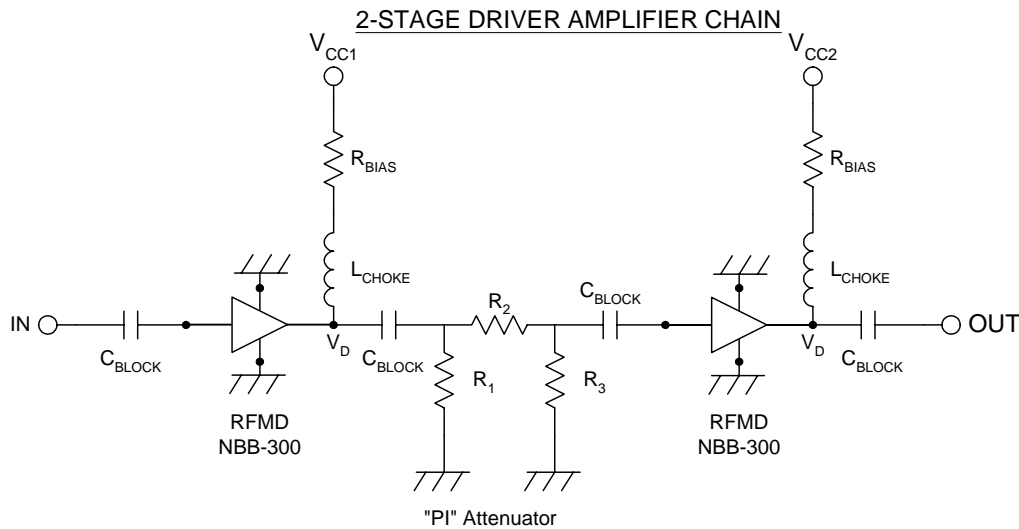 2-STAGE DRIVER AMPLIFIER CHAIN
VCC1
VCC2
RBIAS
RBIAS
LCHOKE
LCHOKE
IN
CBLOCK
VD
CBLOCK
R2
CBLOCK
VD
CBLOCK
OUT
R1
R3
RFMD
NBB-300
RFMD
NBB-300
"PI" Attenuator